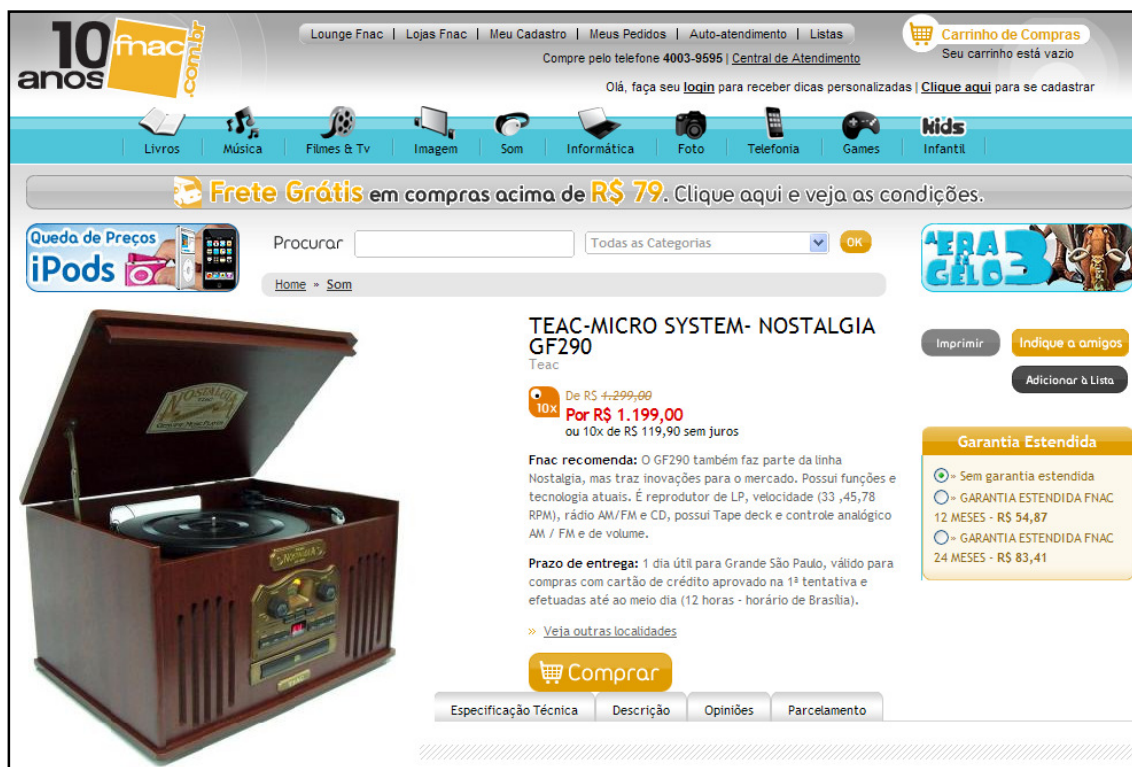 10
anos
fnac
.com.br
Lounge Fnac | Lojas Fnac | Meu Cadastro | Meus Pedidos | Auto-atendimento | Listas
Compre pelo telefone 4003-9595 | Central de Atendimento
Carrinho de Compras
Seu carrinho está vazio
Olá, faça seu login para receber dicas personalizadas | Clique aqui para se cadastrar
Livros
Música
Filmes & Tv
Imagem
Som
Informática
Foto
Telefonia
Games
kids
Infantil
Frete Grátis em compras acima de R$ 79. Clique aqui e veja as condições.
Queda de Preços
iPods
Procurar
Todas as Categorias
OK
A ERA
DO GELO 3
Home » Som
TEAC-MICRO SYSTEM- NOSTALGIA
GF290
Teac
10x
De R$ 1.299,00
Por R$ 1.199,00
ou 10x de R$ 119,90 sem juros
Fnac recomenda: O GF290 também faz parte da linha
Nostalgia, mas traz inovações para o mercado. Possui funções e
tecnologia atuais. É reprodutor de LP, velocidade (33 ,45,78
RPM), rádio AM/FM e CD, possui Tape deck e controle analógico
AM / FM e de volume.
Prazo de entrega: 1 dia útil para Grande São Paulo, válido para
compras com cartão de crédito aprovado na 1ª tentativa e
efetuadas até ao meio dia (12 horas - horário de Brasília).
» Veja outras localidades
Comprar
Imprimir
Indique a amigos
Adicionar à Lista
Garantia Estendida
» Sem garantia estendida
» GARANTIA ESTENDIDA FNAC
12 MESES - R$ 54,87
» GARANTIA ESTENDIDA FNAC
24 MESES - R$ 83,41
NOSTALGIA
TEAC
NOSTALGIA
TEAC
Especificação Técnica
Descrição
Opiniões
Parcelamento